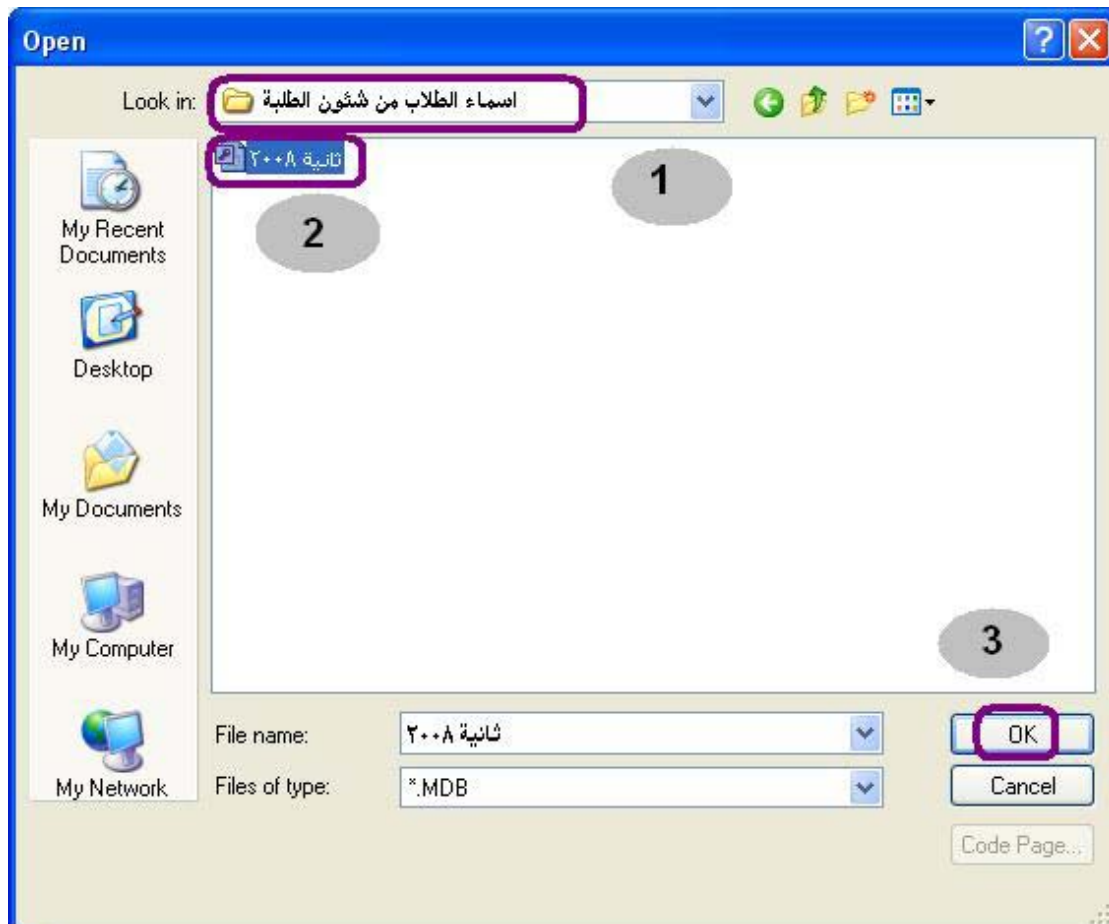 Open
Look in: اسماء الطلاب من شئون الطلبة
ثانية ٢٠٠٨
1
2
My Recent
Documents
Desktop
My Documents
My Computer
3
My Network
File name: ثانية ٢٠٠٨
OK
Files of type: *.MDB
Cancel
Code Page...